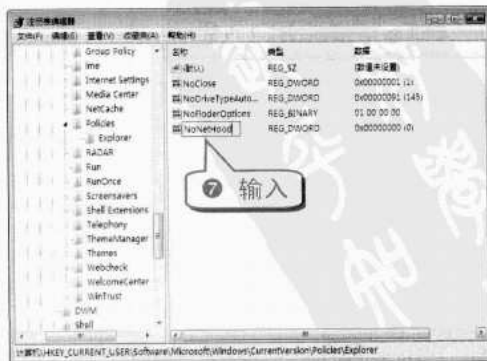 注册表编辑器
文件(F) 编辑(E) 查看(V) 收藏夹(A) 帮助(H)
Group Policy
Ime
Internet Settings
Media Center
NetCache
Policies
Explorer
RADAR
Run
RunOnce
Screensavers
Shell Extensions
Telephony
ThemeManager
Themes
Webcheck
WelcomeCenter
WinTrust
DWM
Shell
名称 类型 数据
(默认) REG_SZ (数值未设置)
NoClose REG_DWORD 0x00000001 (1)
NoDriveTypeAuto... REG_DWORD 0x00000091 (145)
NoFloderOptices REG_BINARY 01 00 00 00
NoNetHood REG_DWORD 0x00000000 (0)
7 输入
计算机\HKEY_CURRENT_USER\Software\Microsoft\Windows\CurrentVersion\Policies\Explorer